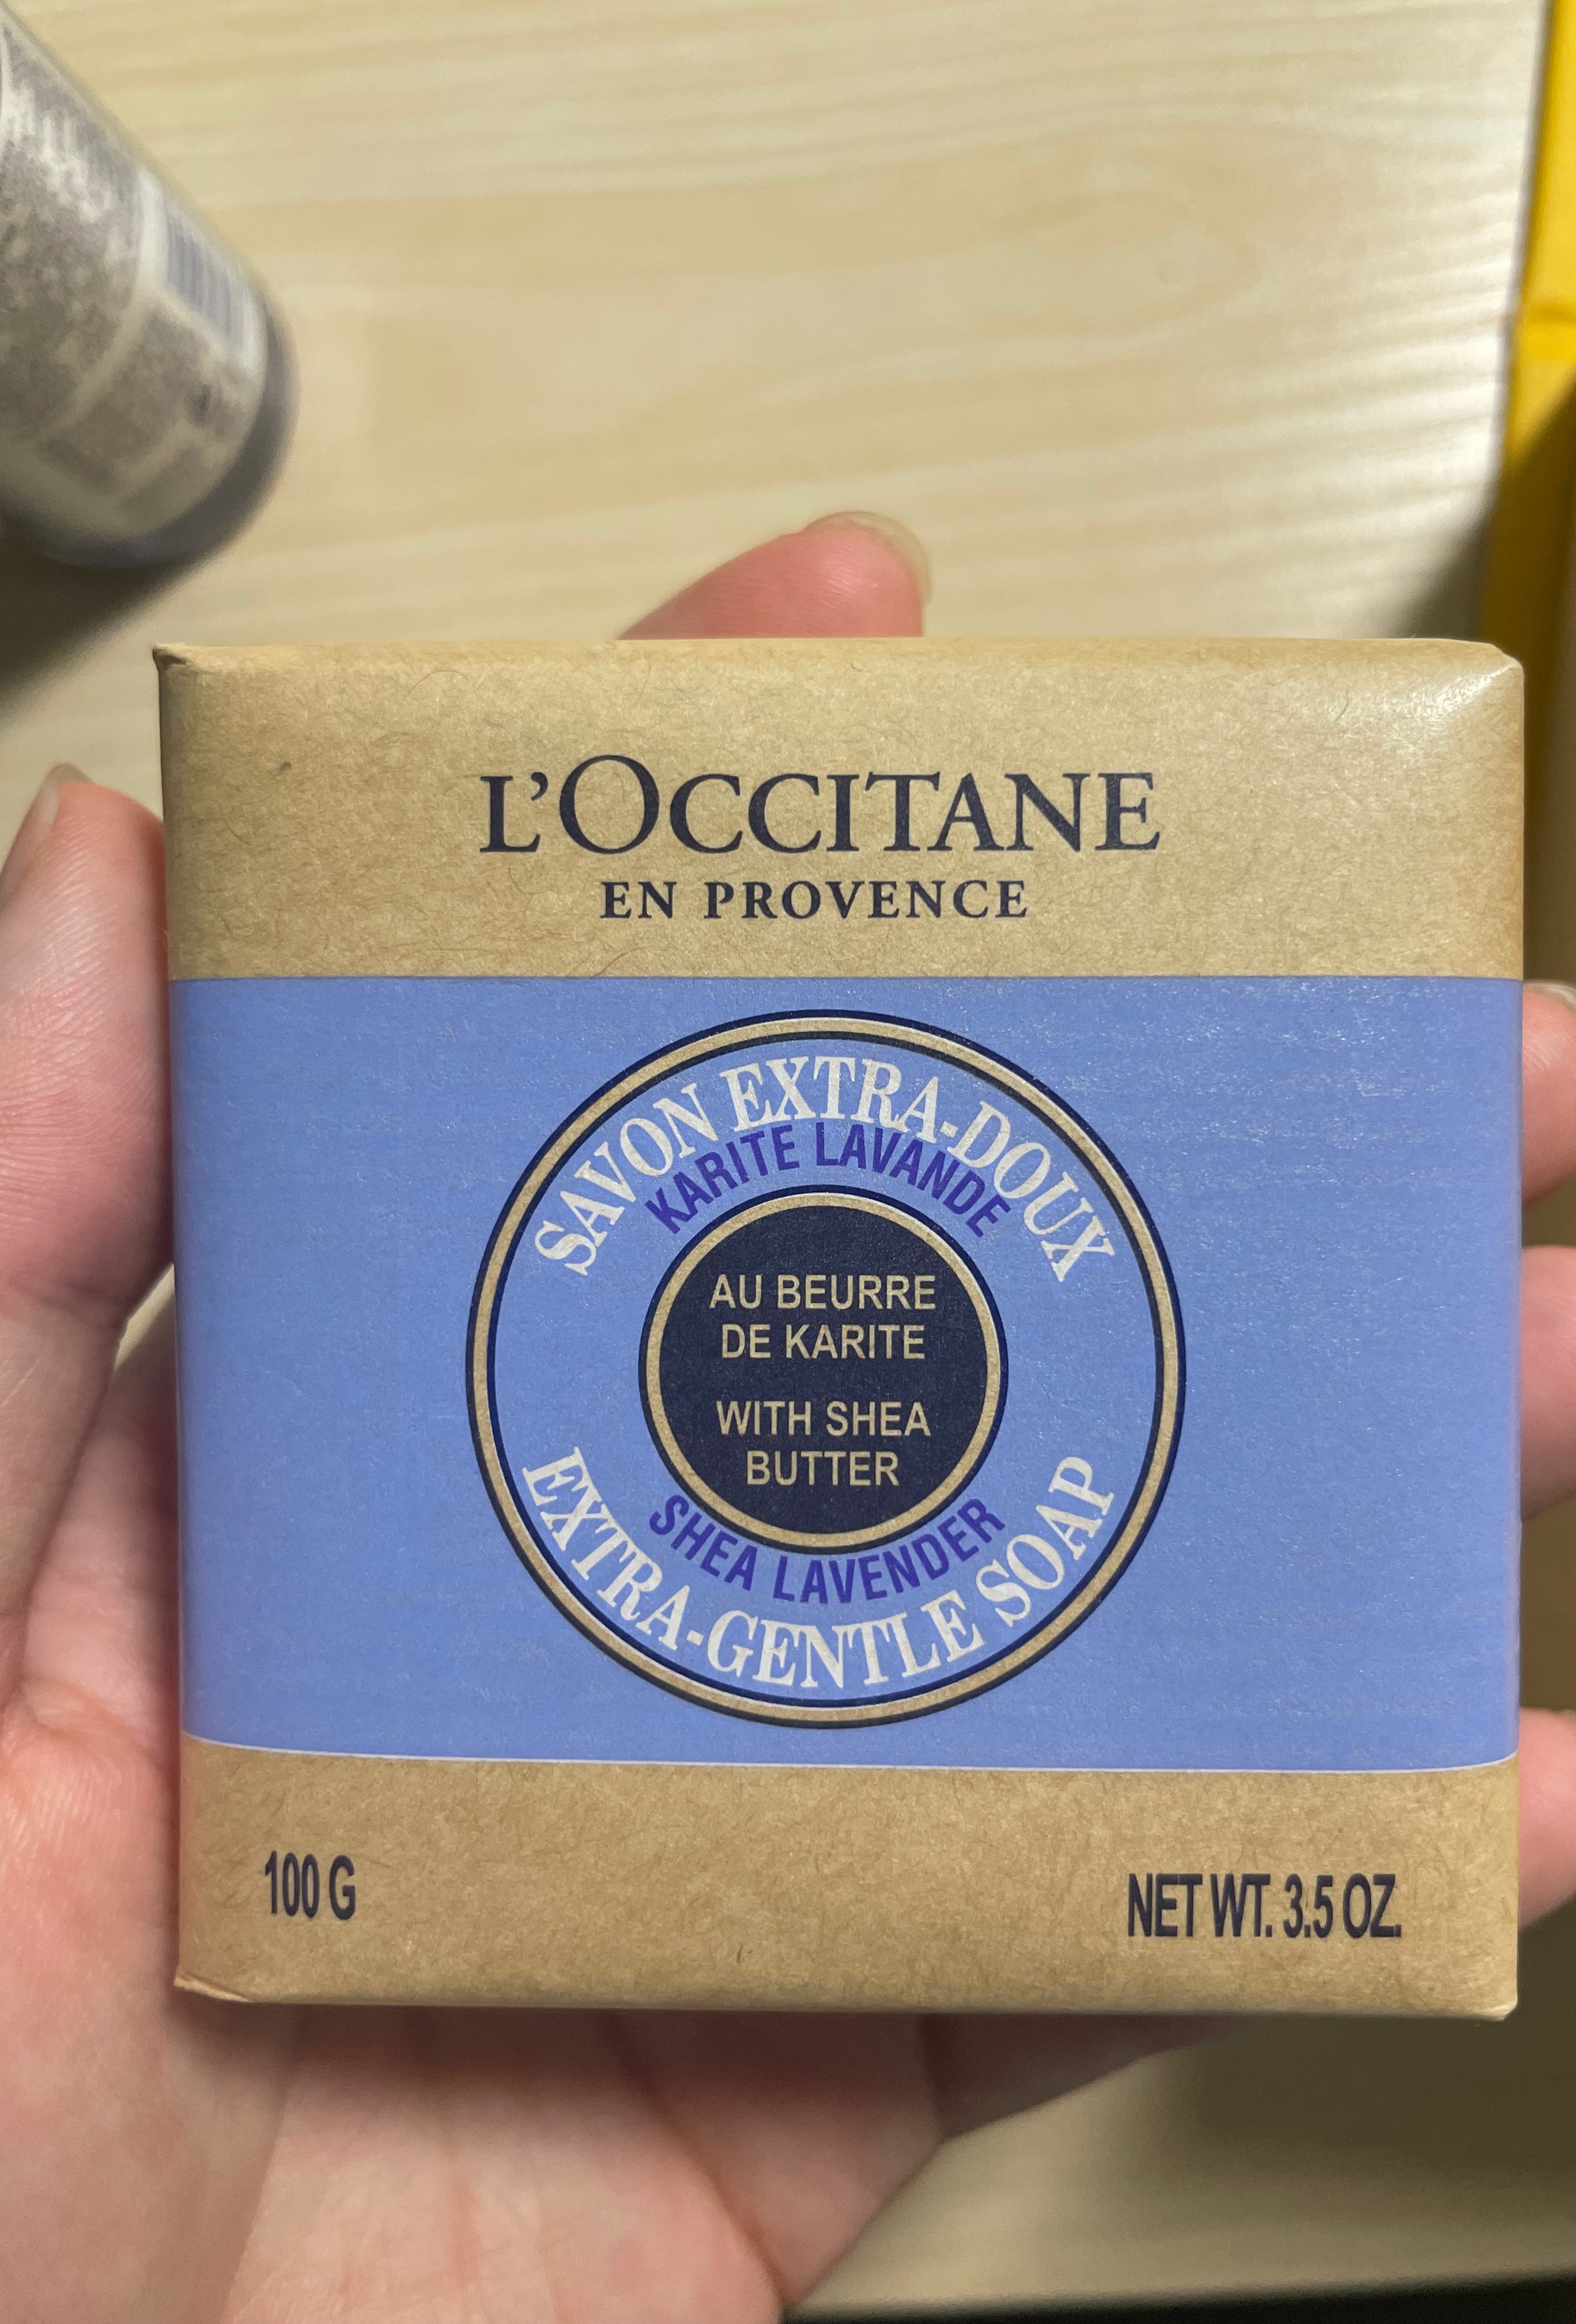 L'OCCITANE
EN PROVENCE
SAVON EXTRA-DOUX
KARITE LAVANDE
AU BEURRE
DE KARITE
WITH SHEA
BUTTER
SHEA LAVENDER
EXTRA-GENTLE SOAP
100 G
NET WT. 3.5 OZ.